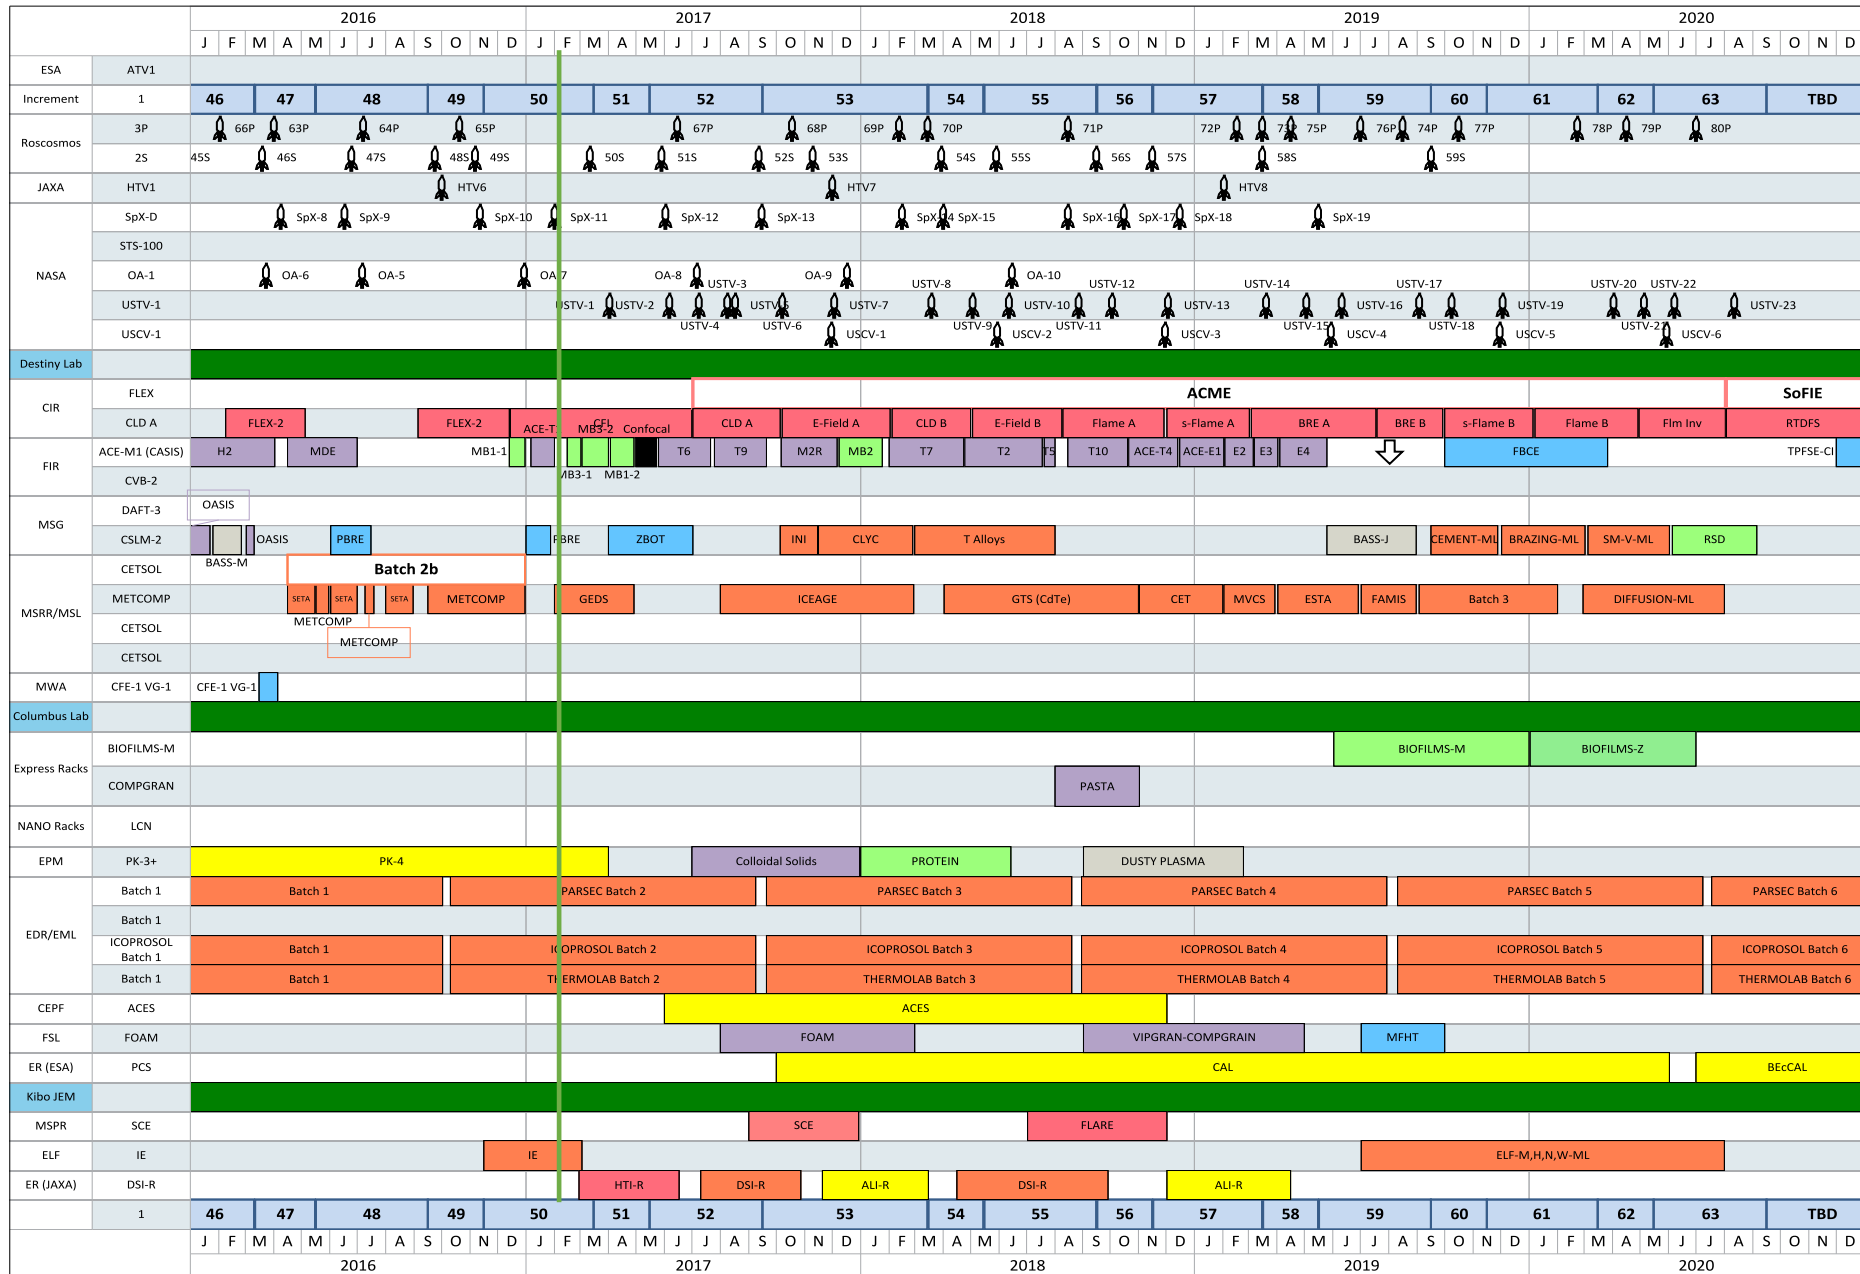 2016 2017 2018 2019 2020
J F M A M J J A S O N D J F M A M J J A S O N D J F M A M J J A S O N D J F M A M J J A S O N D J F M A M J J A S O N D
ESA ATV1
Increment 1 46 47 48 49 50 51 52 53 54 55 56 57 58 59 60 61 62 63 TBD
Roscosmos
3P 66P 63P 64P 65P 67P 68P 69P 70P 71P 72P 73P 75P 76P 74P 77P 78P 79P 80P
2S 45S 46S 47S 48S 49S 50S 51S 52S 53S 54S 55S 56S 57S 58S 59S
JAXA HTV1 HTV6 HTV7 HTV8
NASA
SpX-D SpX-8 SpX-9 SpX-10 SpX-11 SpX-12 SpX-13 SpX-14 SpX-15 SpX-16 SpX-17 SpX-18 SpX-19
STS-100
OA-1 OA-6 OA-5 OA-7 OA-8 OA-9 OA-10
USTV-3 USTV-8 USTV-12 USTV-14 USTV-17 USTV-20 USTV-22
USTV-1 USTV-1 USTV-2 USTV-5 USTV-7 USTV-10 USTV-13 USTV-16 USTV-19 USTV-23
USTV-4 USTV-6 USTV-9 USTV-11 USTV-15 USTV-18 USTV-21
USCV-1 USCV-1 USCV-2 USCV-3 USCV-4 USCV-5 USCV-6
Destiny Lab
CIR
FLEX ACME SoFIE
CLD A FLEX-2 FLEX-2 CFI CLD A E-Field A CLD B E-Field B Flame A s-Flame A BRE A BRE B s-Flame B Flame B Flm Inv RTDFS
ACE-T1 MB3-2 Confocal
FIR
ACE-M1 (CASIS) H2 MDE MB1-1 T6 T9 M2R MB2 T7 T2 T5 T10 ACE-T4 ACE-E1 E2 E3 E4 FBCE TPFSE-CI
MB3-1 MB1-2
CVB-2
MSG
DAFT-3 OASIS
CSLM-2 OASIS PBRE PBRE ZBOT INI CLYC T Alloys BASS-J CEMENT-ML BRAZING-ML SM-V-ML RSD
BASS-M
MSRR/MSL
CETSOL Batch 2b
METCOMP SETA SETA SETA METCOMP GEDS ICEAGE GTS (CdTe) CET MVCS ESTA FAMIS Batch 3 DIFFUSION-ML
METCOMP
CETSOL
METCOMP
CETSOL
MWA CFE-1 VG-1 CFE-1 VG-1
Columbus Lab
Express Racks
BIOFILMS-M BIOFILMS-M BIOFILMS-Z
COMPGRAN PASTA
NANO Racks LCN
EPM PK-3+ PK-4 Colloidal Solids PROTEIN DUSTY PLASMA
EDR/EML
Batch 1 Batch 1 PARSEC Batch 2 PARSEC Batch 3 PARSEC Batch 4 PARSEC Batch 5 PARSEC Batch 6
Batch 1
ICOPROSOL
Batch 1 Batch 1 ICOPROSOL Batch 2 ICOPROSOL Batch 3 ICOPROSOL Batch 4 ICOPROSOL Batch 5 ICOPROSOL Batch 6
Batch 1 Batch 1 THERMOLAB Batch 2 THERMOLAB Batch 3 THERMOLAB Batch 4 THERMOLAB Batch 5 THERMOLAB Batch 6
CEPF ACES ACES
FSL FOAM FOAM VIPGRAN-COMPGRAIN MFHT
ER (ESA) PCS CAL BEcCAL
Kibo JEM
MSPR SCE SCE FLARE
ELF IE IE ELF-M,H,N,W-ML
ER (JAXA) DSI-R HTI-R DSI-R ALI-R DSI-R ALI-R
1 46 47 48 49 50 51 52 53 54 55 56 57 58 59 60 61 62 63 TBD
J F M A M J J A S O N D J F M A M J J A S O N D J F M A M J J A S O N D J F M A M J J A S O N D J F M A M J J A S O N D
2016 2017 2018 2019 2020